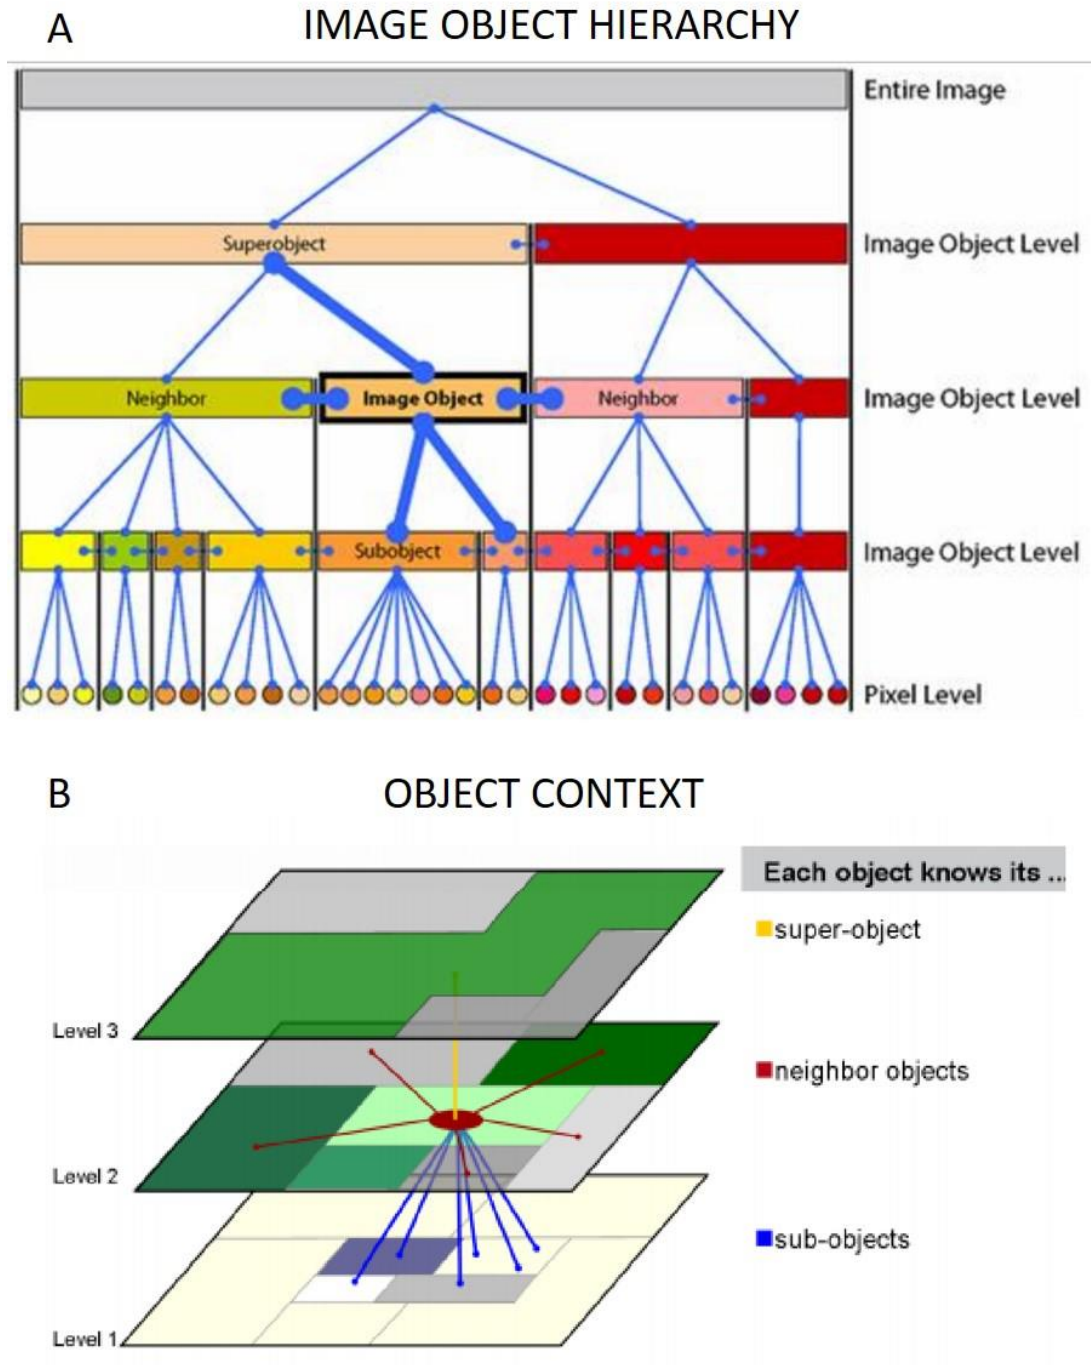 A IMAGE OBJECT HIERARCHY
Entire Image
Superobject
Image Object Level
Neighbor Image Object Neighbor
Image Object Level
Subobject
Image Object Level
Pixel Level
B OBJECT CONTEXT
Each object knows its ...
super-object
Level 3
neighbor objects
Level 2
sub-objects
Level 1